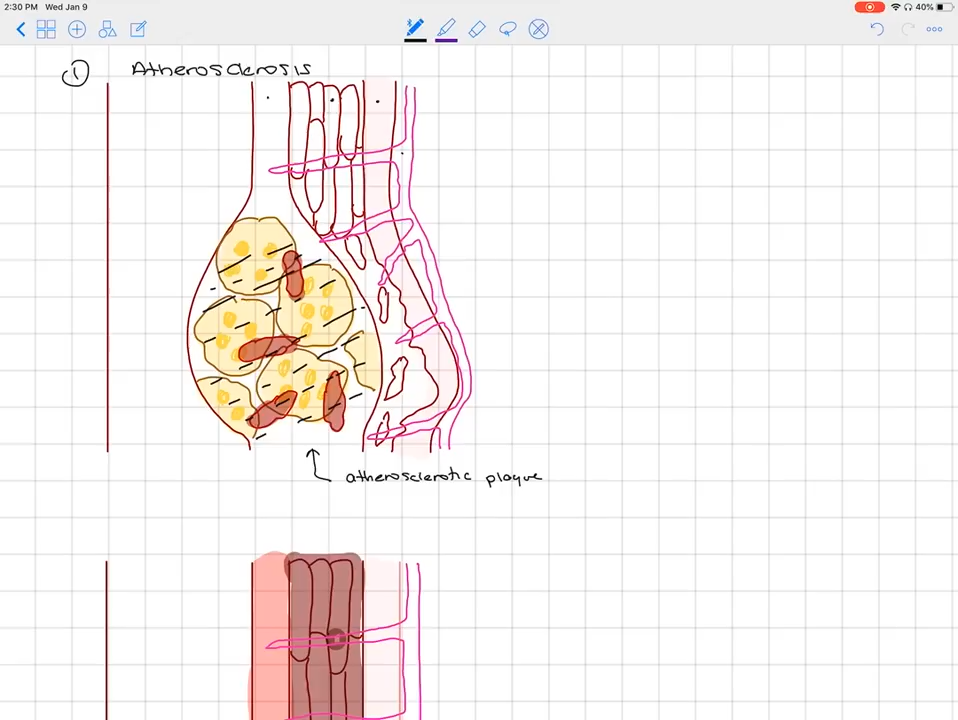 2:30 PM Wed Jan 9
40%
① Atherosclerosis
atherosclerotic plaque